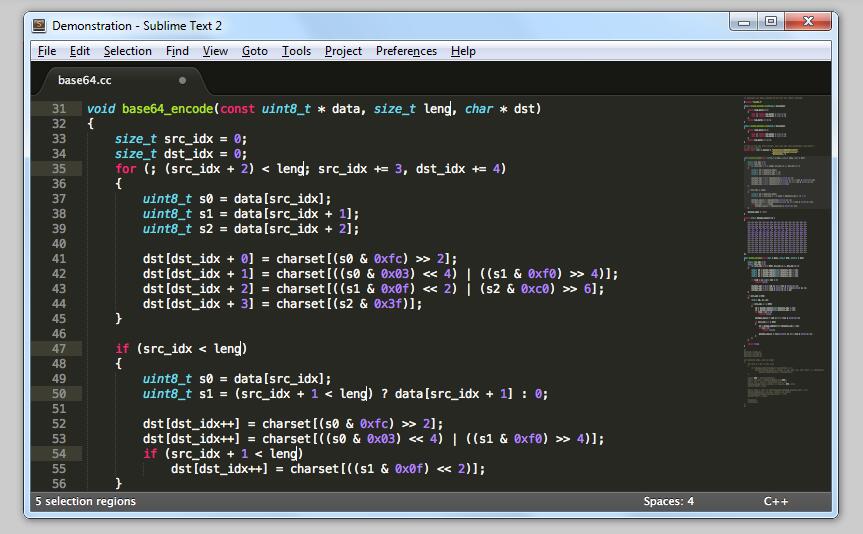 Demonstration - Sublime Text 2
File Edit Selection Find View Goto Tools Project Preferences Help
base64.cc
31 void base64_encode(const uint8_t * data, size_t leng, char * dst)
32 {
33     size_t src_idx = 0;
34     size_t dst_idx = 0;
35     for (; (src_idx + 2) < leng; src_idx += 3, dst_idx += 4)
36     {
37         uint8_t s0 = data[src_idx];
38         uint8_t s1 = data[src_idx + 1];
39         uint8_t s2 = data[src_idx + 2];
40
41         dst[dst_idx + 0] = charset[(s0 & 0xfc) >> 2];
42         dst[dst_idx + 1] = charset[((s0 & 0x03) << 4) | ((s1 & 0xf0) >> 4)];
43         dst[dst_idx + 2] = charset[((s1 & 0x0f) << 2) | (s2 & 0xc0) >> 6];
44         dst[dst_idx + 3] = charset[(s2 & 0x3f)];
45     }
46
47     if (src_idx < leng)
48     {
49         uint8_t s0 = data[src_idx];
50         uint8_t s1 = (src_idx + 1 < leng) ? data[src_idx + 1] : 0;
51
52         dst[dst_idx++] = charset[(s0 & 0xfc) >> 2];
53         dst[dst_idx++] = charset[((s0 & 0x03) << 4) | ((s1 & 0xf0) >> 4)];
54         if (src_idx + 1 < leng)
55             dst[dst_idx++] = charset[((s1 & 0x0f) << 2)];
56     }
5 selection regions Spaces: 4 C++